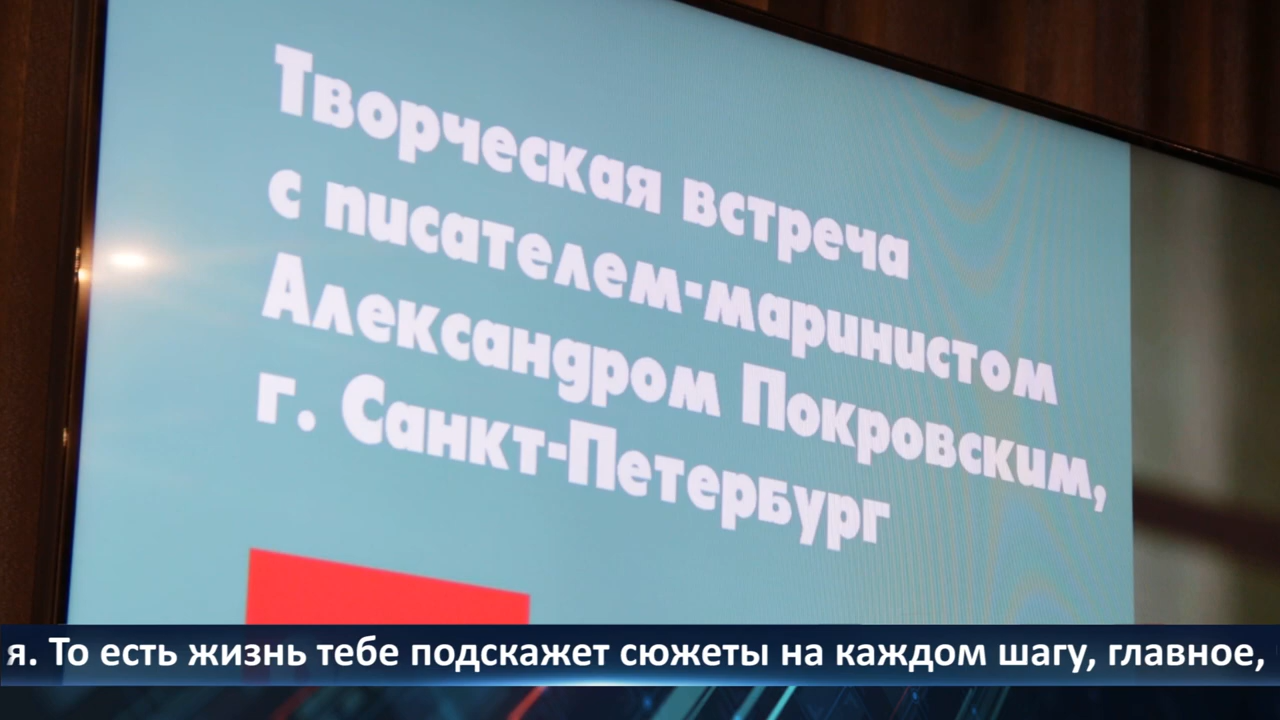 Творческая встреча
с писателем-маринистом
Александром Покровским,
г. Санкт-Петербург
я. То есть жизнь тебе подскажет сюжеты на каждом шагу, главное,